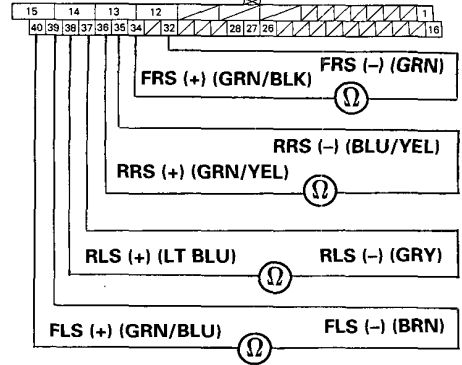 15 14 13 12 1
40 39 38 37 36 35 34 32 28 27 26 16
FRS (–) (GRN)
FRS (+) (GRN/BLK)
Ω
RRS (–) (BLU/YEL)
RRS (+) (GRN/YEL)
Ω
RLS (+) (LT BLU) RLS (–) (GRY)
Ω
FLS (+) (GRN/BLU) FLS (–) (BRN)
Ω